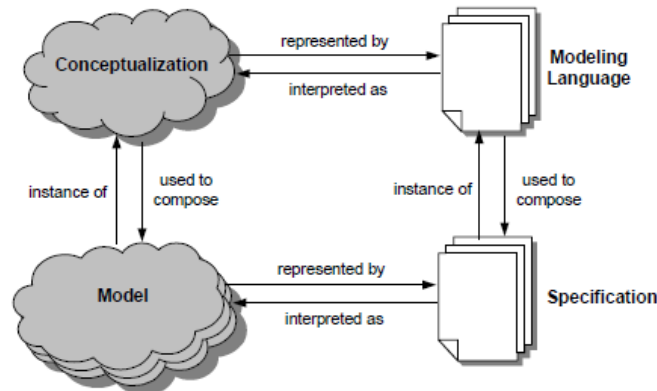 represented by
Conceptualization
Modeling
Language
interpreted as
instance of
used to
compose
instance of
used to
compose
represented by
Model
Specification
interpreted as